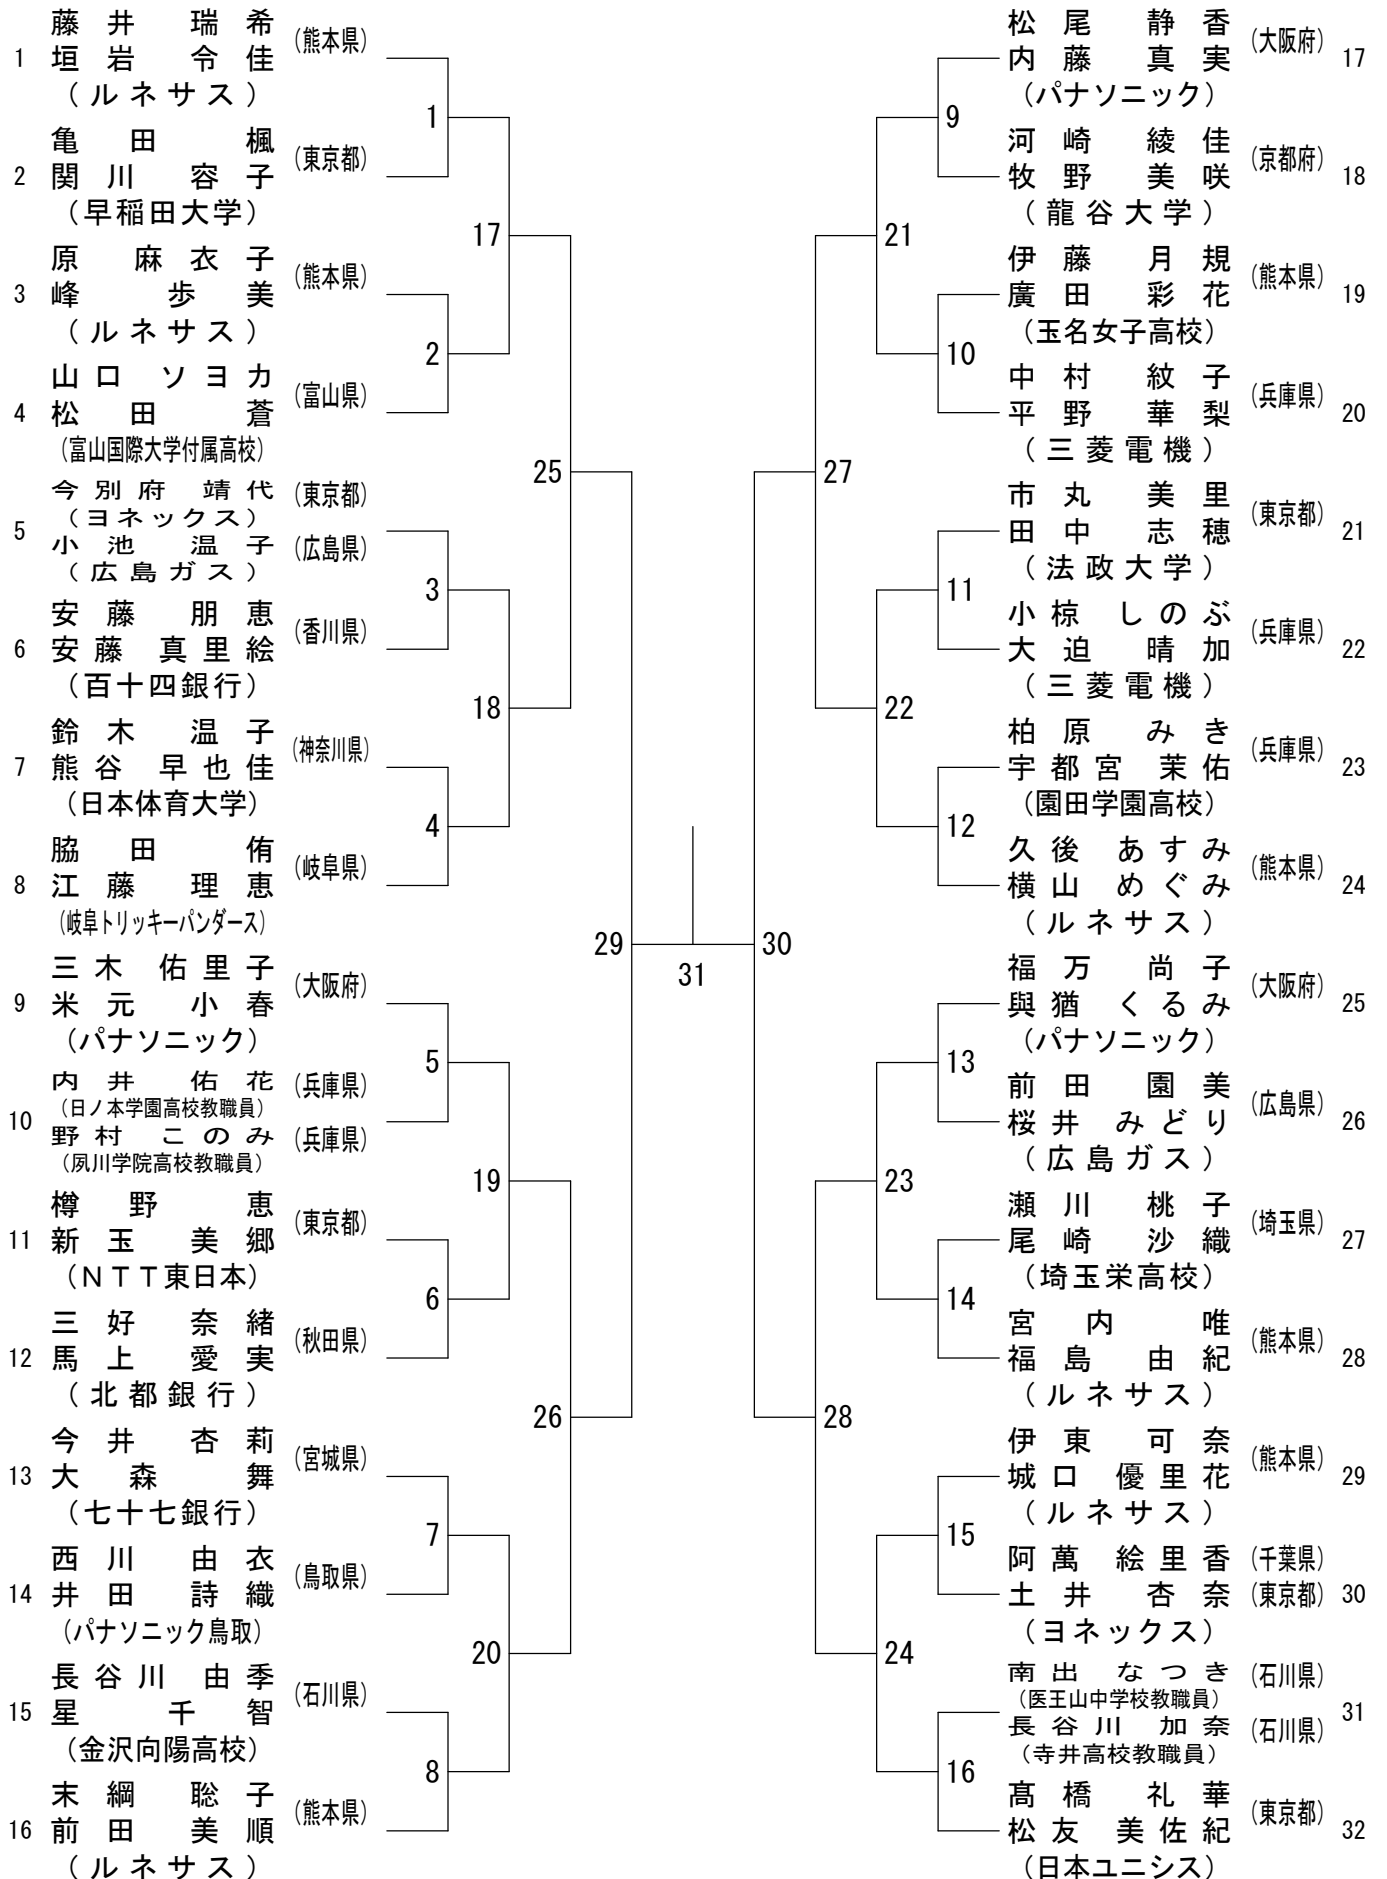 藤井 瑞希 (熊本県)
1 垣岩 令佳
(ルネサス)
亀田 楓 (東京都)
2 関川 容子
(早稲田大学)
原 麻衣子 (熊本県)
3 峰 歩美
(ルネサス)
山口 ソヨカ (富山県)
4 松田 蒼
(富山国際大学付属高校)
今別府 靖代 (東京都)
(ヨネックス)
5
小池 温子 (広島県)
(広島ガス)
安藤 朋恵 (香川県)
6 安藤 真里絵
(百十四銀行)
鈴木 温子 (神奈川県)
7 熊谷 早也佳
(日本体育大学)
脇田 侑 (岐阜県)
8 江藤 理恵
(岐阜トリッキーパンダース)
三木 佑里子 (大阪府)
9 米元 小春
(パナソニック)
内井 佑花 (兵庫県)
(日ノ本学園高校教職員)
10
野村 このみ (兵庫県)
(夙川学院高校教職員)
樽野 恵 (東京都)
11 新玉 美郷
(NTT東日本)
三好 奈緒 (秋田県)
12 馬上 愛実
(北都銀行)
今井 杏莉 (宮城県)
13 大森 舞
(七十七銀行)
西川 由衣 (鳥取県)
14 井田 詩織
(パナソニック鳥取)
長谷川 由季 (石川県)
15 星 千智
(金沢向陽高校)
末綱 聡子 (熊本県)
16 前田 美順
(ルネサス)
1
2
3
4
5
6
7
8
17
18
19
20
25
26
29
31
30
27
28
21
22
23
24
9
10
11
12
13
14
15
16
松尾 静香 (大阪府)
内藤 真実 17
(パナソニック)
河崎 綾佳 (京都府)
牧野 美咲 18
(龍谷大学)
伊藤 月規 (熊本県)
廣田 彩花 19
(玉名女子高校)
中村 紋子 (兵庫県)
平野 華梨 20
(三菱電機)
市丸 美里 (東京都)
田中 志穂 21
(法政大学)
小椋 しのぶ (兵庫県)
大迫 晴加 22
(三菱電機)
柏原 みき (兵庫県)
宇都宮 茉佑 23
(園田学園高校)
久後 あすみ (熊本県)
横山 めぐみ 24
(ルネサス)
福万 尚子 (大阪府)
與猶 くるみ 25
(パナソニック)
前田 園美 (広島県)
桜井 みどり 26
(広島ガス)
瀬川 桃子 (埼玉県)
尾崎 沙織 27
(埼玉栄高校)
宮内 唯 (熊本県)
福島 由紀 28
(ルネサス)
伊東 可奈 (熊本県)
城口 優里花 29
(ルネサス)
阿萬 絵里香 (千葉県)
土井 杏奈 (東京都) 30
(ヨネックス)
南出 なつき (石川県)
(医王山中学校教職員)
31
長谷川 加奈 (石川県)
(寺井高校教職員)
髙橋 礼華 (東京都)
松友 美佐紀 32
(日本ユニシス)